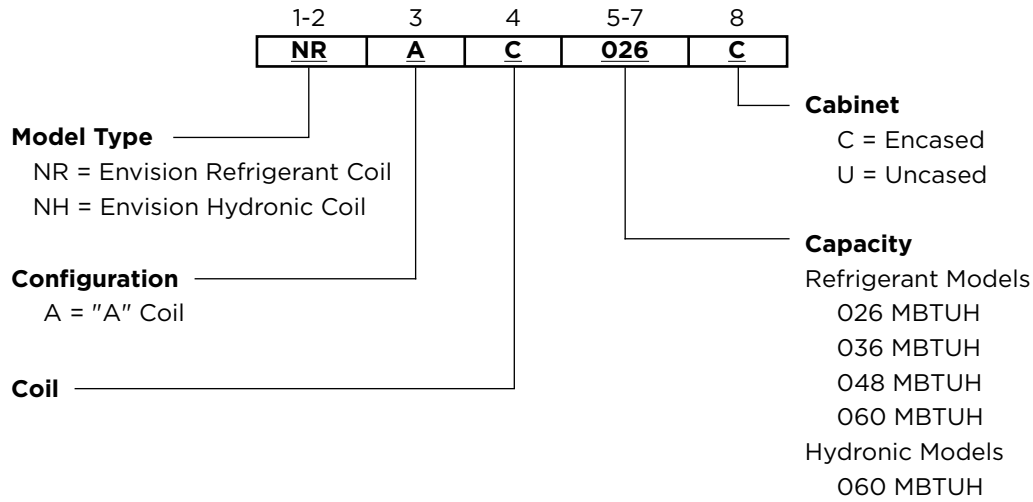 1-2 3 4 5-7 8
NR A C 026 C
Model Type
NR = Envision Refrigerant Coil
NH = Envision Hydronic Coil
Configuration
A = "A" Coil
Coil
Cabinet
C = Encased
U = Uncased
Capacity
Refrigerant Models
026 MBTUH
036 MBTUH
048 MBTUH
060 MBTUH
Hydronic Models
060 MBTUH